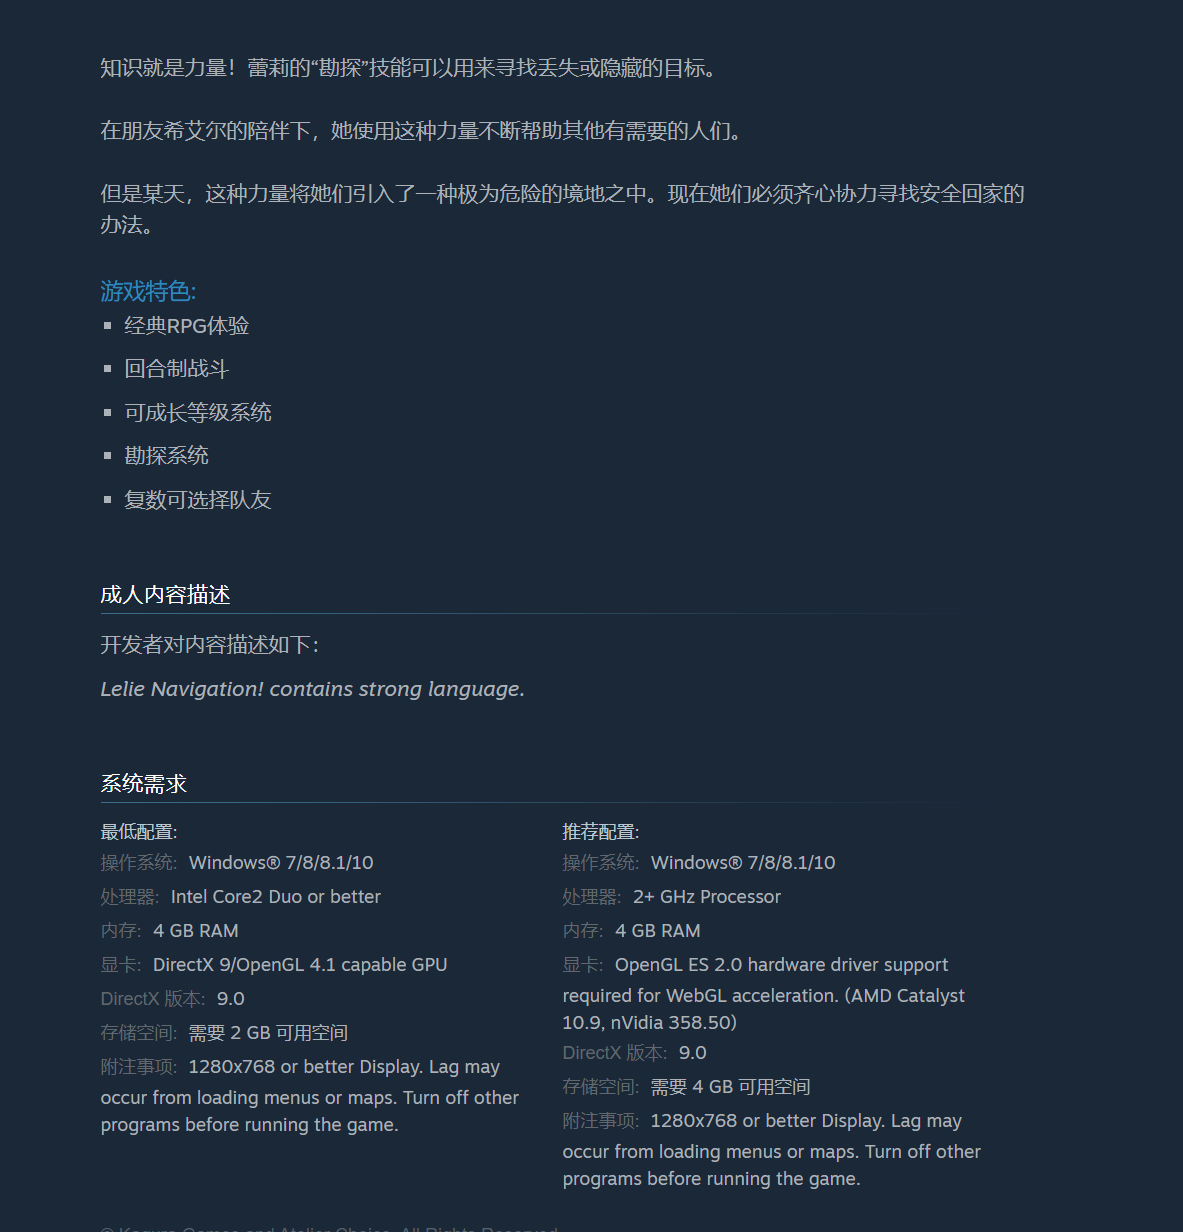 知识就是力量！蕾莉的“勘探”技能可以用来寻找丢失或隐藏的目标。
在朋友希艾尔的陪伴下，她使用这种力量不断帮助其他有需要的人们。
但是某天，这种力量将她们引入了一种极为危险的境地之中。现在她们必须齐心协力寻找安全回家的
办法。
游戏特色:
▪ 经典RPG体验
▪ 回合制战斗
▪ 可成长等级系统
▪ 勘探系统
▪ 复数可选择队友
成人内容描述
开发者对内容描述如下：
Lelie Navigation! contains strong language.
系统需求
最低配置:
操作系统: Windows® 7/8/8.1/10
处理器: Intel Core2 Duo or better
内存: 4 GB RAM
显卡: DirectX 9/OpenGL 4.1 capable GPU
DirectX 版本: 9.0
存储空间: 需要 2 GB 可用空间
附注事项: 1280x768 or better Display. Lag may
occur from loading menus or maps. Turn off other
programs before running the game.
推荐配置:
操作系统: Windows® 7/8/8.1/10
处理器: 2+ GHz Processor
内存: 4 GB RAM
显卡: OpenGL ES 2.0 hardware driver support
required for WebGL acceleration. (AMD Catalyst
10.9, nVidia 358.50)
DirectX 版本: 9.0
存储空间: 需要 4 GB 可用空间
附注事项: 1280x768 or better Display. Lag may
occur from loading menus or maps. Turn off other
programs before running the game.